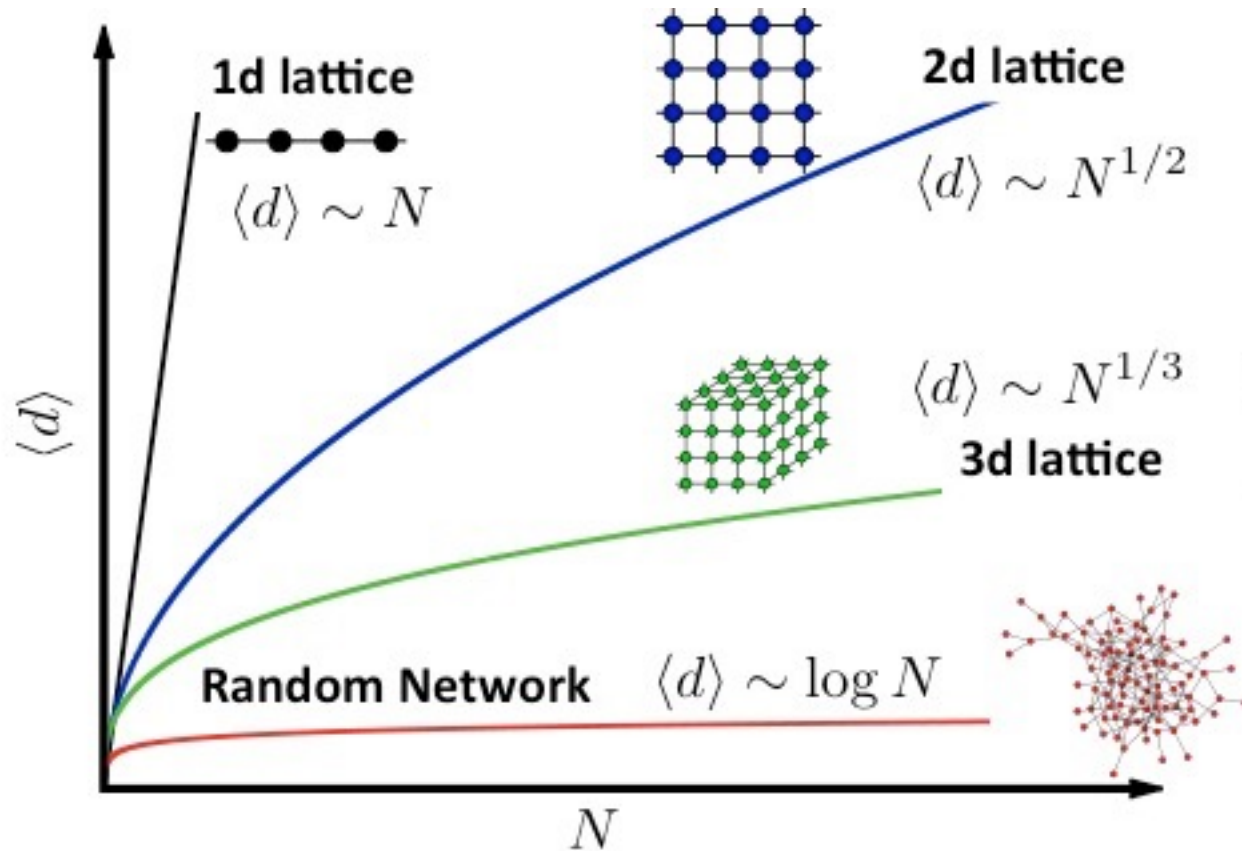 1d lattice
⟨d⟩ ∼ N
2d lattice
⟨d⟩ ∼ N^{1/2}
⟨d⟩ ∼ N^{1/3}
3d lattice
⟨d⟩
Random Network ⟨d⟩ ∼ log N
N